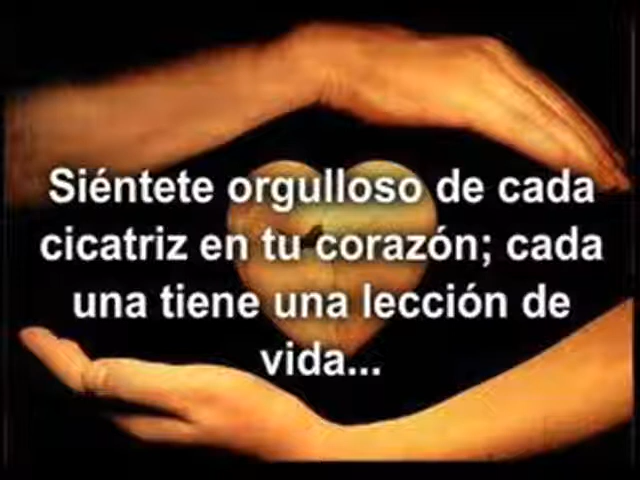 Siéntete orgulloso de cada
cicatriz en tu corazón; cada
una tiene una lección de
vida...